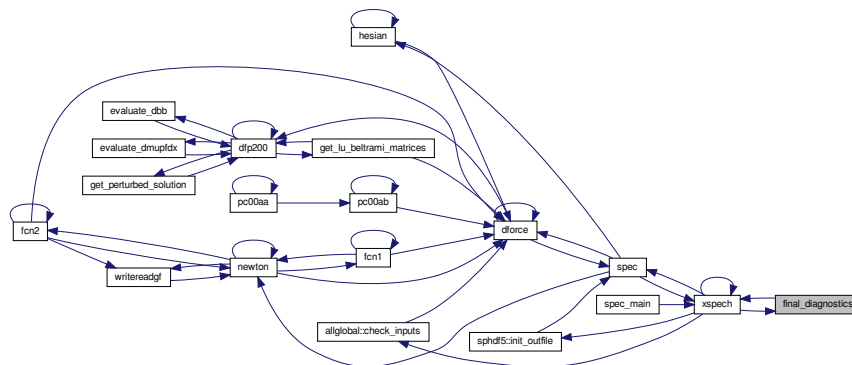 hesian
evaluate_dbb
evaluate_dmupfdx
dfp200
get_lu_beltrami_matrices
get_perturbed_solution
pc00aa
pc00ab
fcn2
dforce
fcn1
newton
writereadgf
spec
spec_main
xspech
final_diagnostics
allglobal::check_inputs
sphdf5::init_outfile